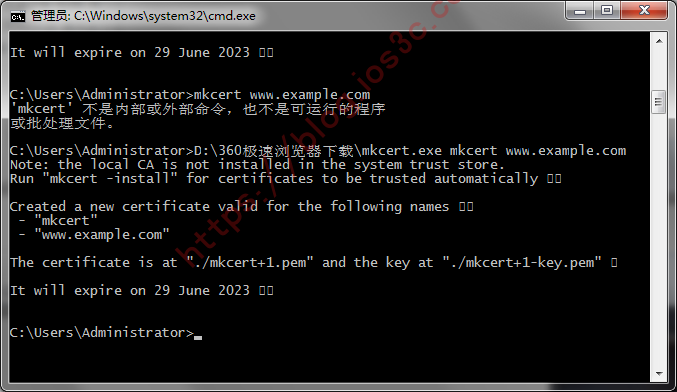 管理员: C:\Windows\system32\cmd.exe
It will expire on 29 June 2023
C:\Users\Administrator>mkcert www.example.com
'mkcert' 不是内部或外部命令，也不是可运行的程序
或批处理文件。
C:\Users\Administrator>D:\360极速浏览器下载\mkcert.exe mkcert www.example.com
Note: the local CA is not installed in the system trust store.
Run "mkcert -install" for certificates to be trusted automatically
Created a new certificate valid for the following names
- "mkcert"
- "www.example.com"
The certificate is at "./mkcert+1.pem" and the key at "./mkcert+1-key.pem"
It will expire on 29 June 2023
C:\Users\Administrator>_
https://blog.ios3c.co